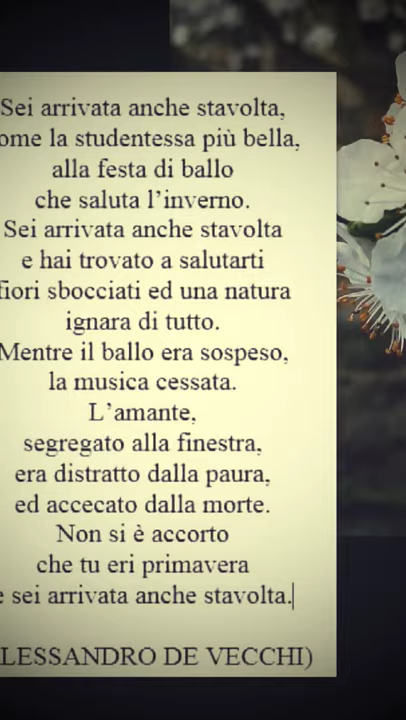 Sei arrivata anche stavolta,
ome la studentessa più bella,
alla festa di ballo
che saluta l'inverno.
Sei arrivata anche stavolta
e hai trovato a salutarti
fiori sbocciati ed una natura
ignara di tutto.
Mentre il ballo era sospeso,
la musica cessata.
L'amante,
segregato alla finestra,
era distratto dalla paura,
ed accecato dalla morte.
Non si è accorto
che tu eri primavera
e sei arrivata anche stavolta.
LESSANDRO DE VECCHI)